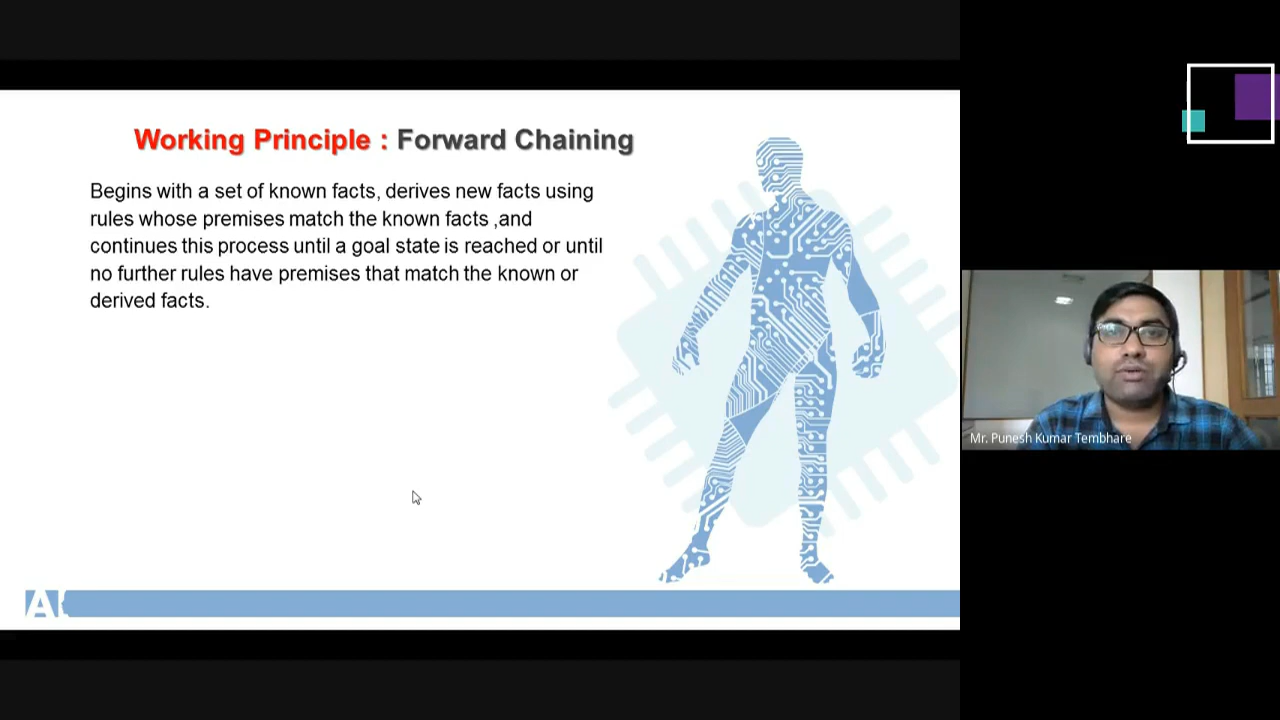 Working Principle : Forward Chaining
Begins with a set of known facts, derives new facts using
rules whose premises match the known facts ,and
continues this process until a goal state is reached or until
no further rules have premises that match the known or
derived facts.
Mr. Punesh Kumar Tembhare